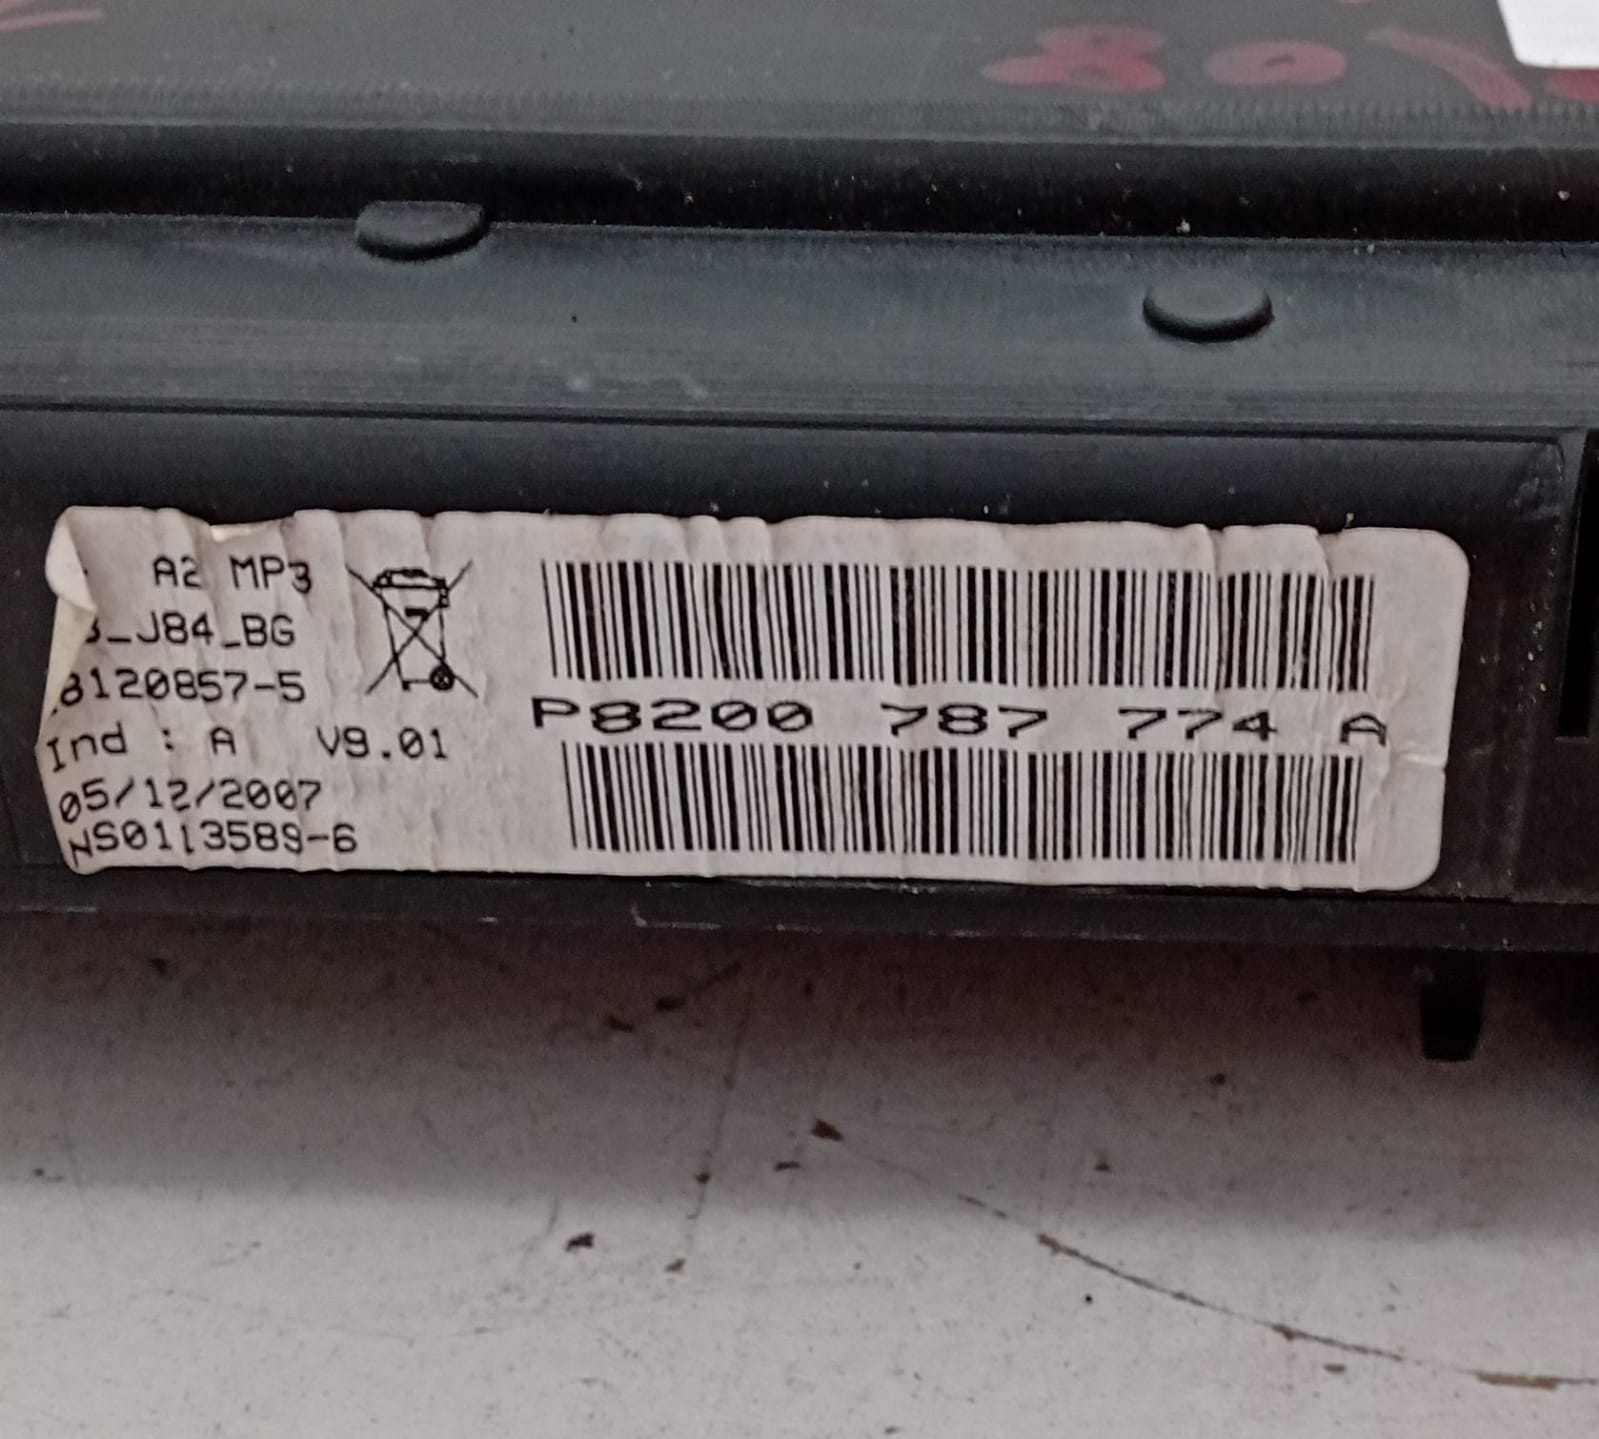 A2 MP3
_J84_BG
8120857-5
Ind : A V9.01
05/12/2007
NS0113589-6
P8200 787 774 A